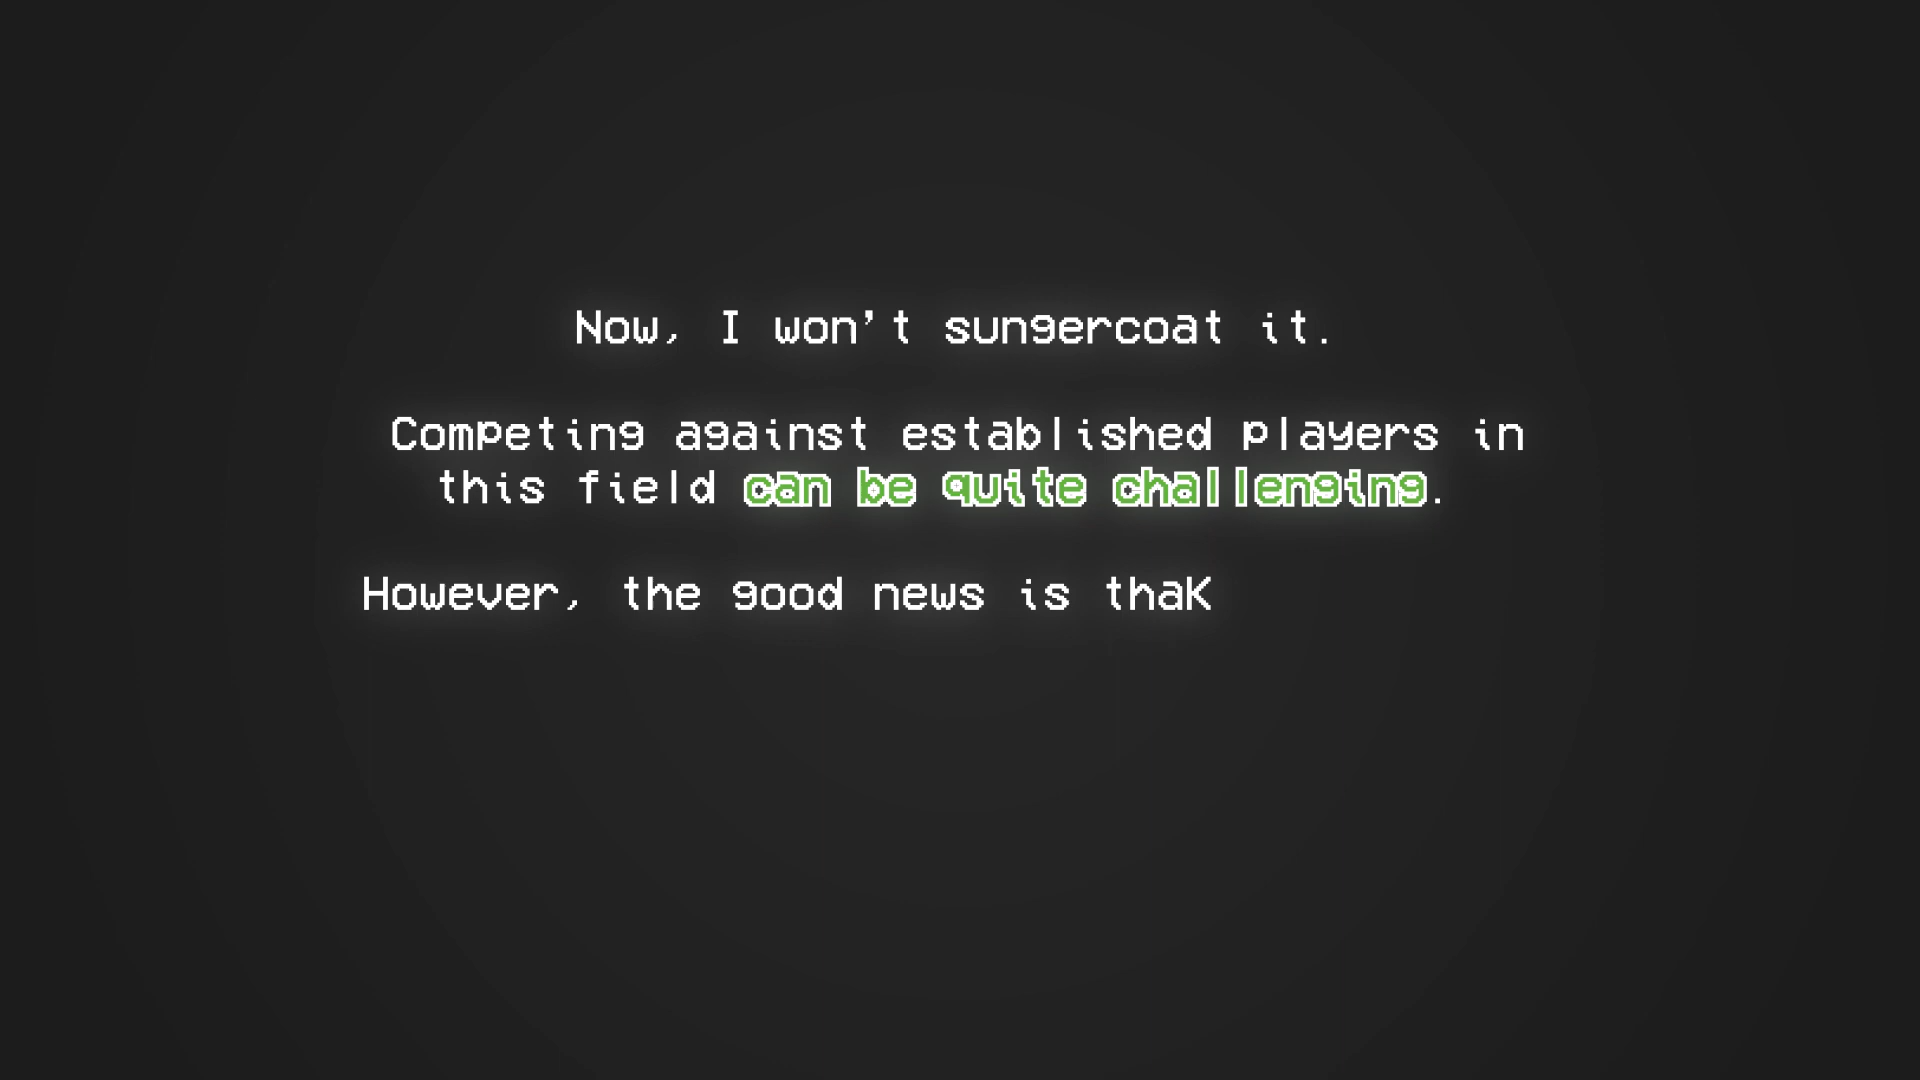 Now, I won't sungercoat it.
Competing against established players in
this field can be quite challenging.
However, the good news is thaK